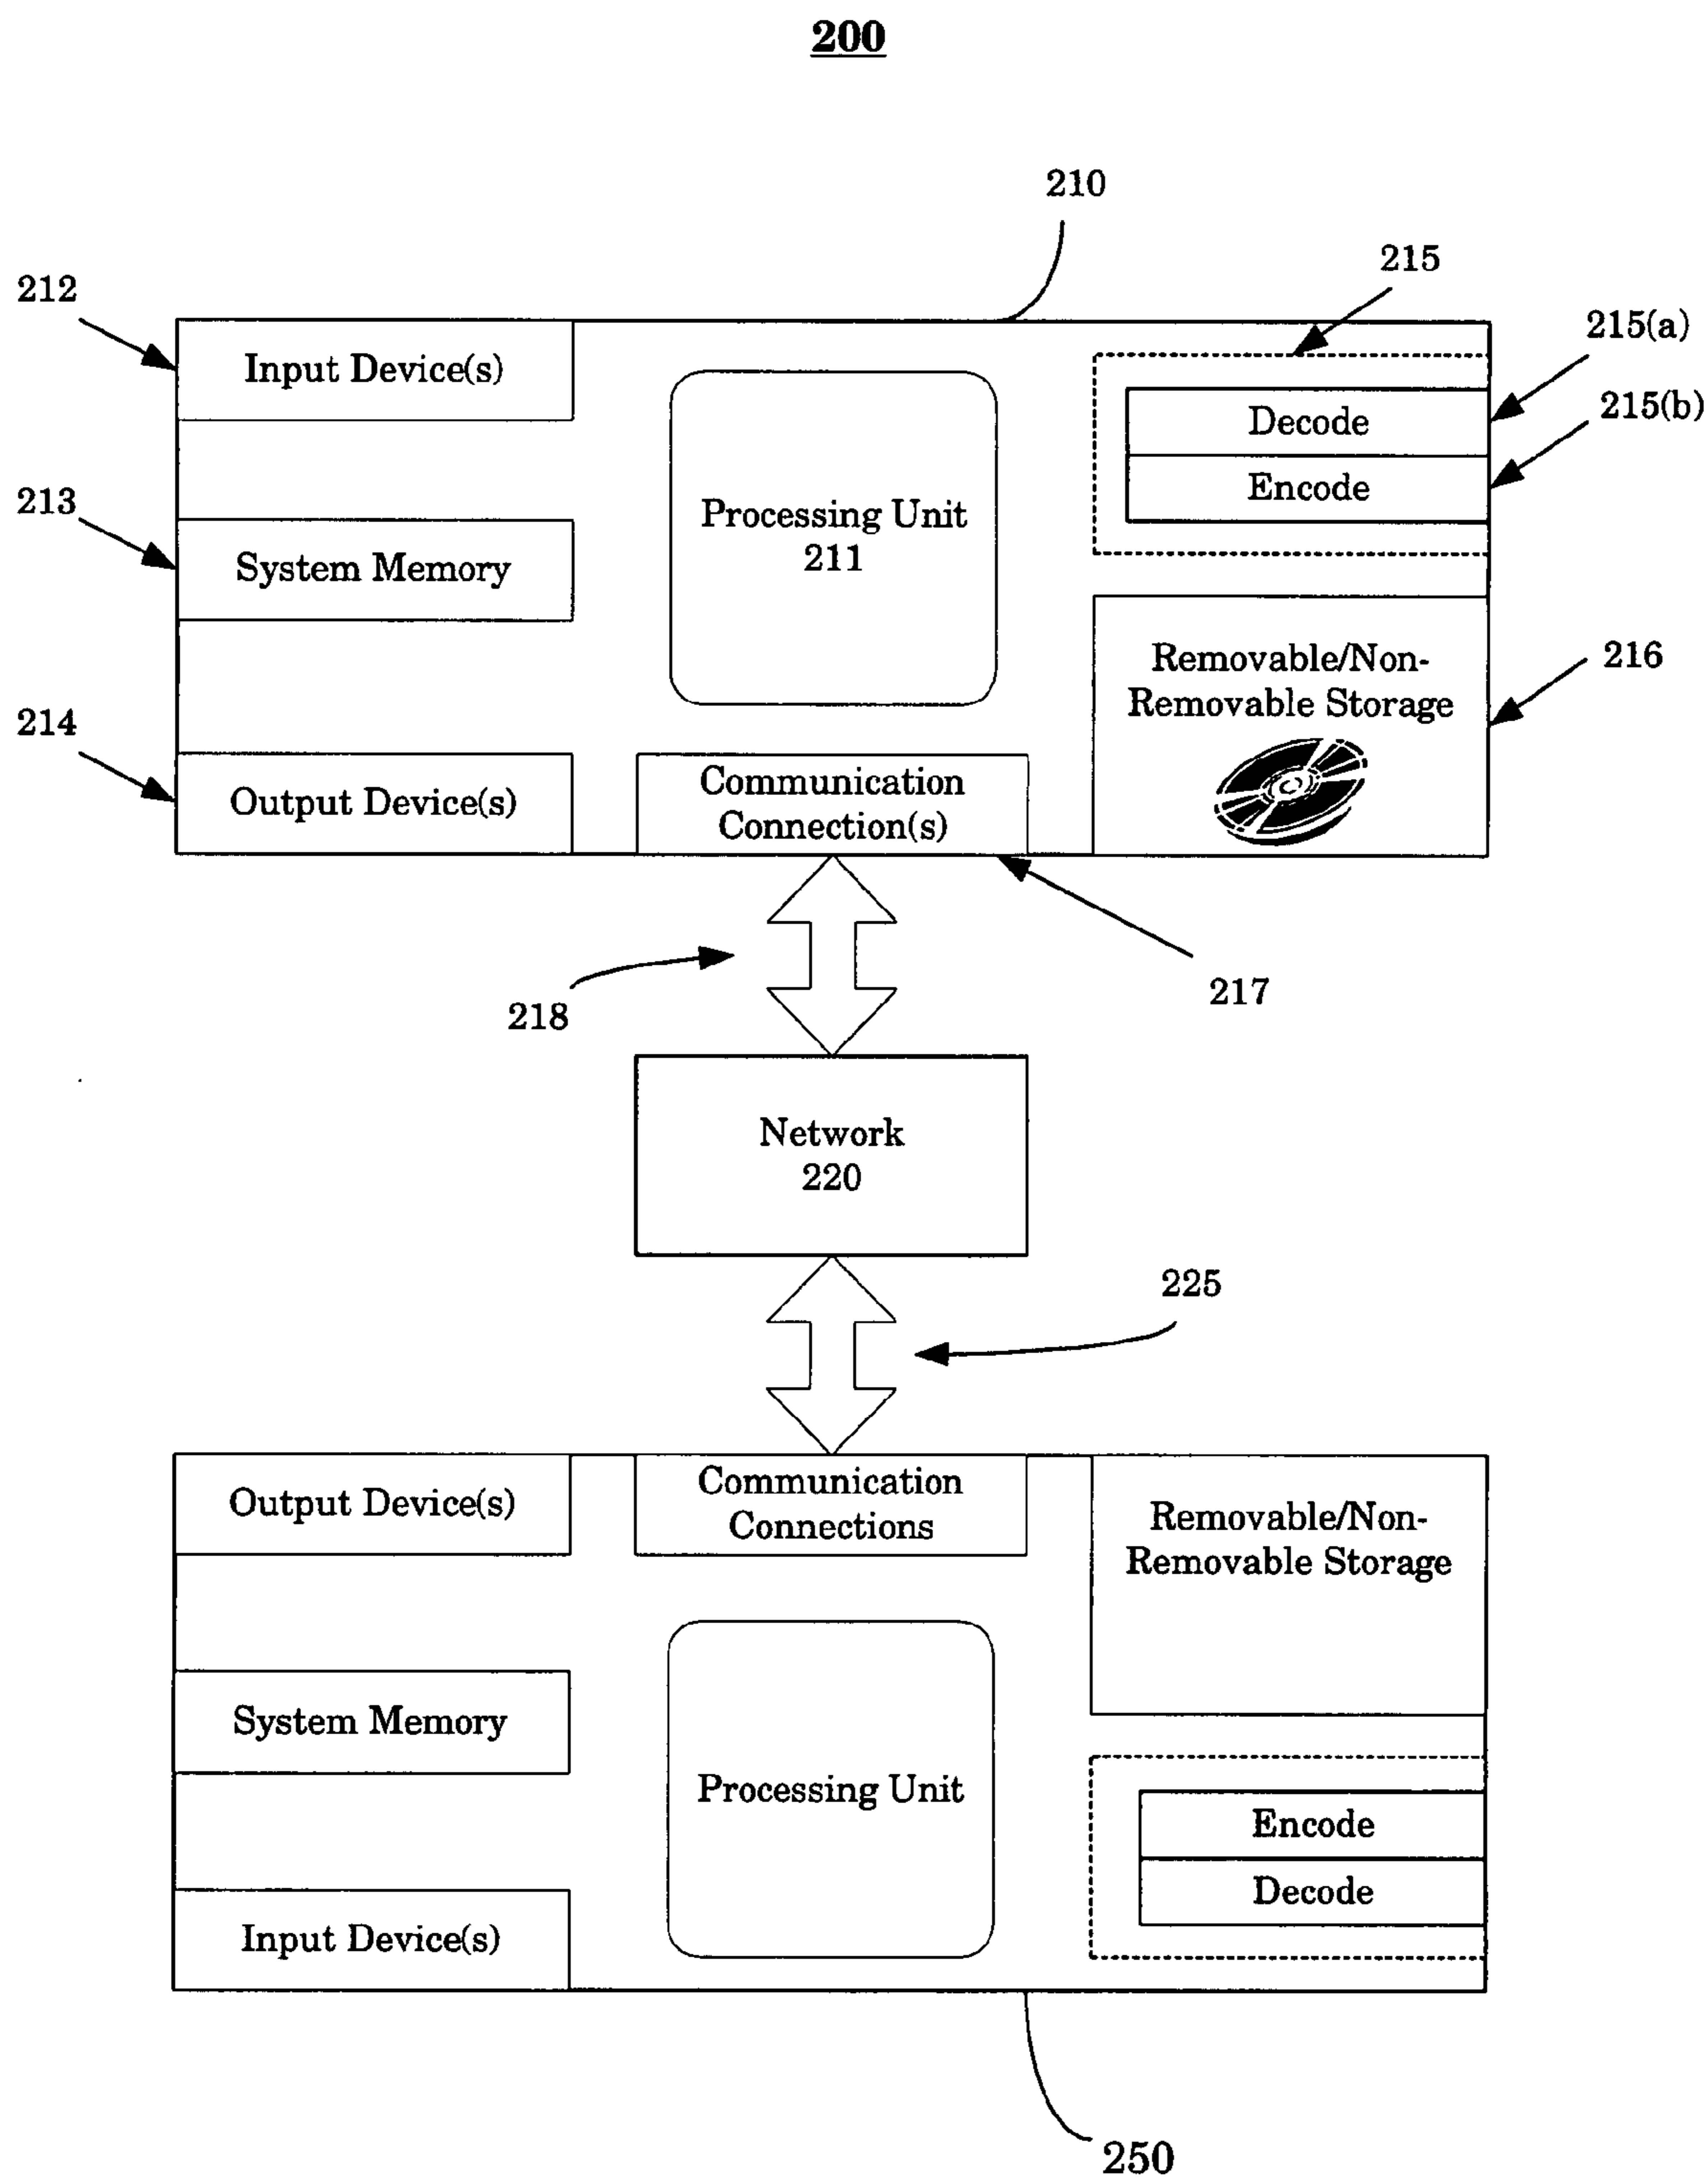 200
210
215
212
215(a)
215(b)
Input Device(s)
Decode
Encode
213
Processing Unit
211
System Memory
Removable/Non-
Removable Storage
216
214
Output Device(s)
Communication
Connection(s)
218
217
Network
220
225
Output Device(s)
Communication
Connections
Removable/Non-
Removable Storage
System Memory
Processing Unit
Encode
Decode
Input Device(s)
250